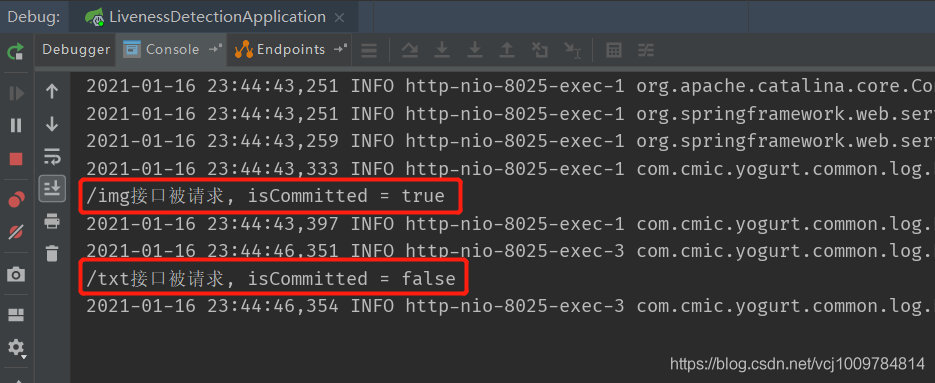 Debug: LivenessDetectionApplication ×
Debugger Console Endpoints
2021-01-16 23:44:43,251 INFO http-nio-8025-exec-1 org.apache.catalina.core.Co
2021-01-16 23:44:43,251 INFO http-nio-8025-exec-1 org.springframework.web.ser
2021-01-16 23:44:43,259 INFO http-nio-8025-exec-1 org.springframework.web.ser
2021-01-16 23:44:43,333 INFO http-nio-8025-exec-1 com.cmic.yogurt.common.log.
/img接口被请求, isCommitted = true
2021-01-16 23:44:43,397 INFO http-nio-8025-exec-1 com.cmic.yogurt.common.log.
2021-01-16 23:44:46,351 INFO http-nio-8025-exec-3 com.cmic.yogurt.common.log.
/txt接口被请求, isCommitted = false
2021-01-16 23:44:46,354 INFO http-nio-8025-exec-3 com.cmic.yogurt.common.log.
https://blog.csdn.net/vcj1009784814